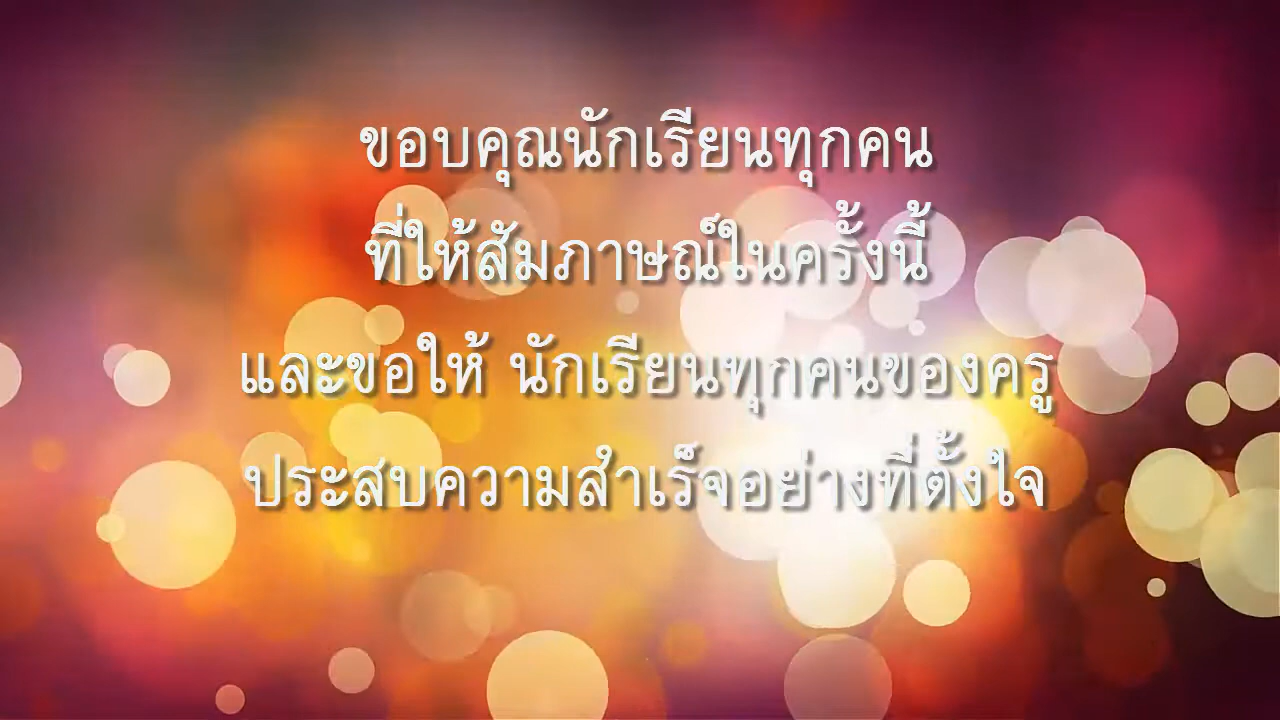 ขอบคุณนักเรียนทุกคน
ที่ให้สัมภาษณ์ในครั้งนี้
และขอให้ นักเรียนทุกคนของครู
ประสบความสำเร็จอย่างที่ตั้งใจ